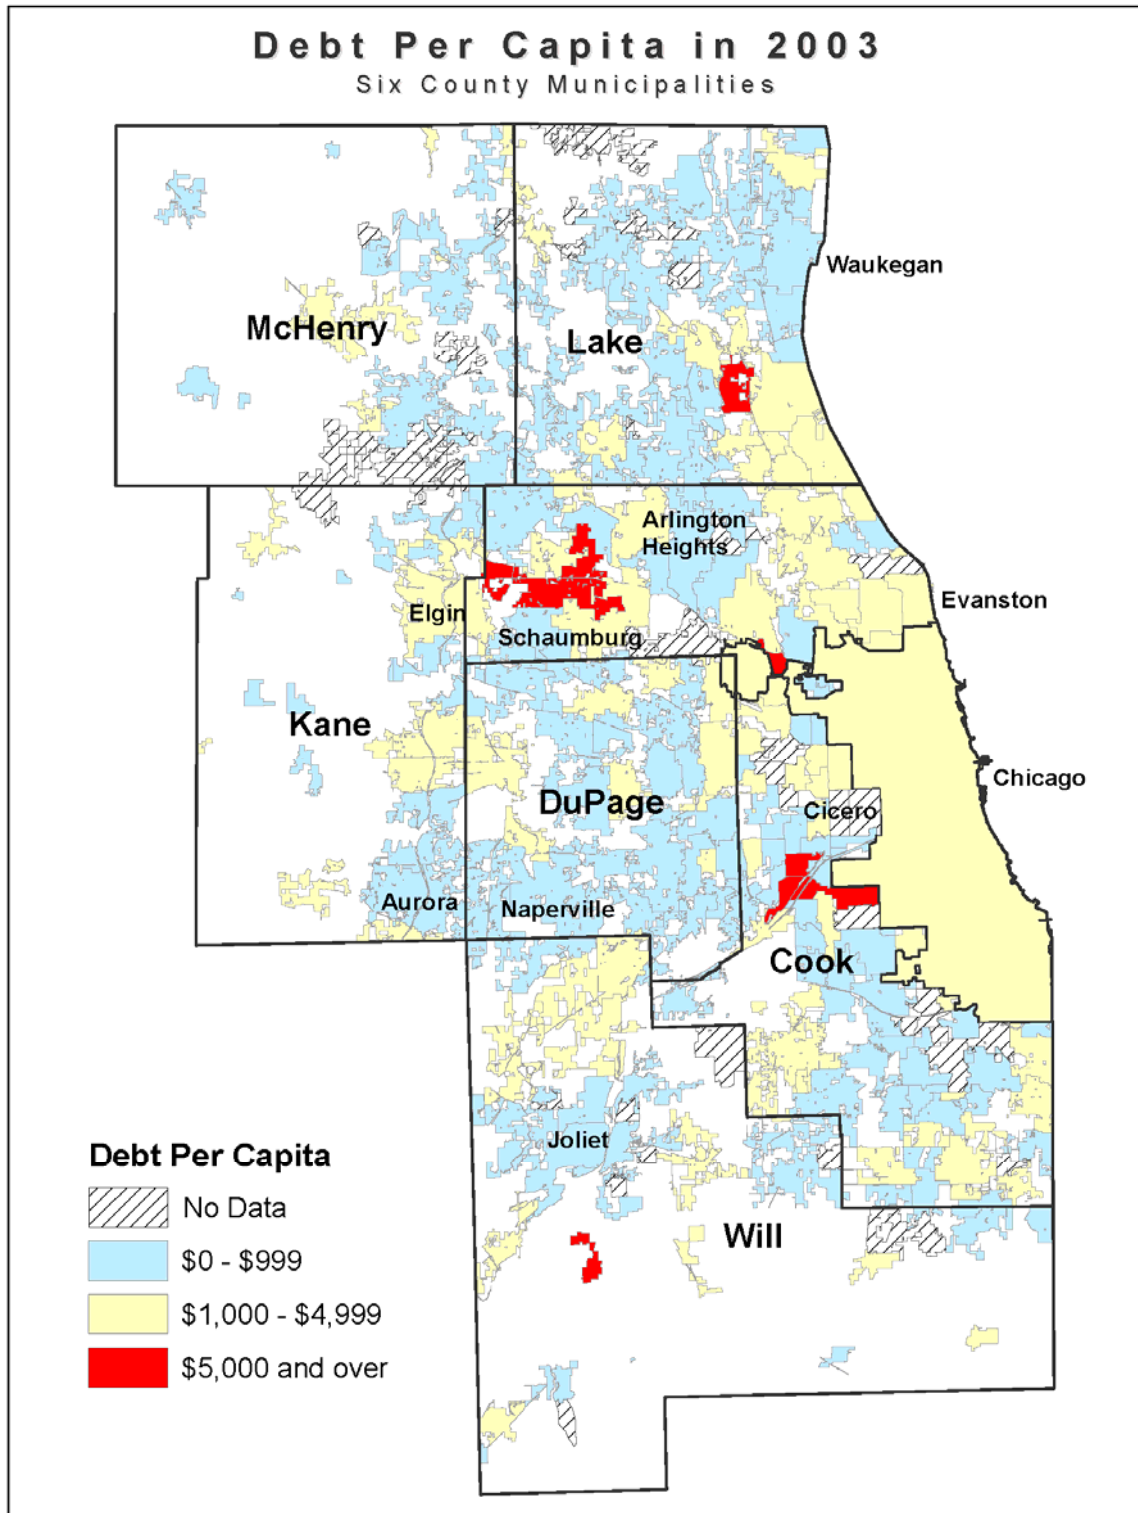 Debt Per Capita in 2003
Six County Municipalities
Waukegan
McHenry
Lake
Arlington
Heights
Evanston
Elgin
Schaumburg
Kane
Chicago
DuPage
Cicero
Aurora
Naperville
Cook
Joliet
Will
Debt Per Capita
No Data
$0 - $999
$1,000 - $4,999
$5,000 and over